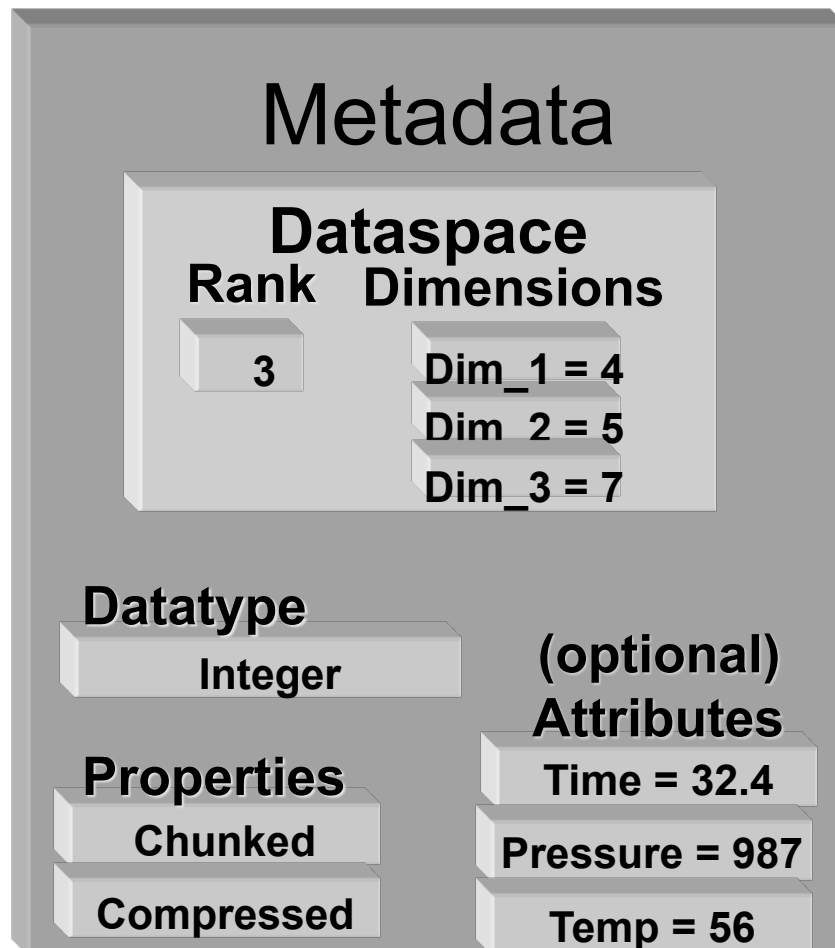 Metadata
Dataspace
Rank Dimensions
3
Dim_1 = 4
Dim_2 = 5
Dim_3 = 7
Datatype
Integer
Properties
Chunked
Compressed
(optional)
Attributes
Time = 32.4
Pressure = 987
Temp = 56